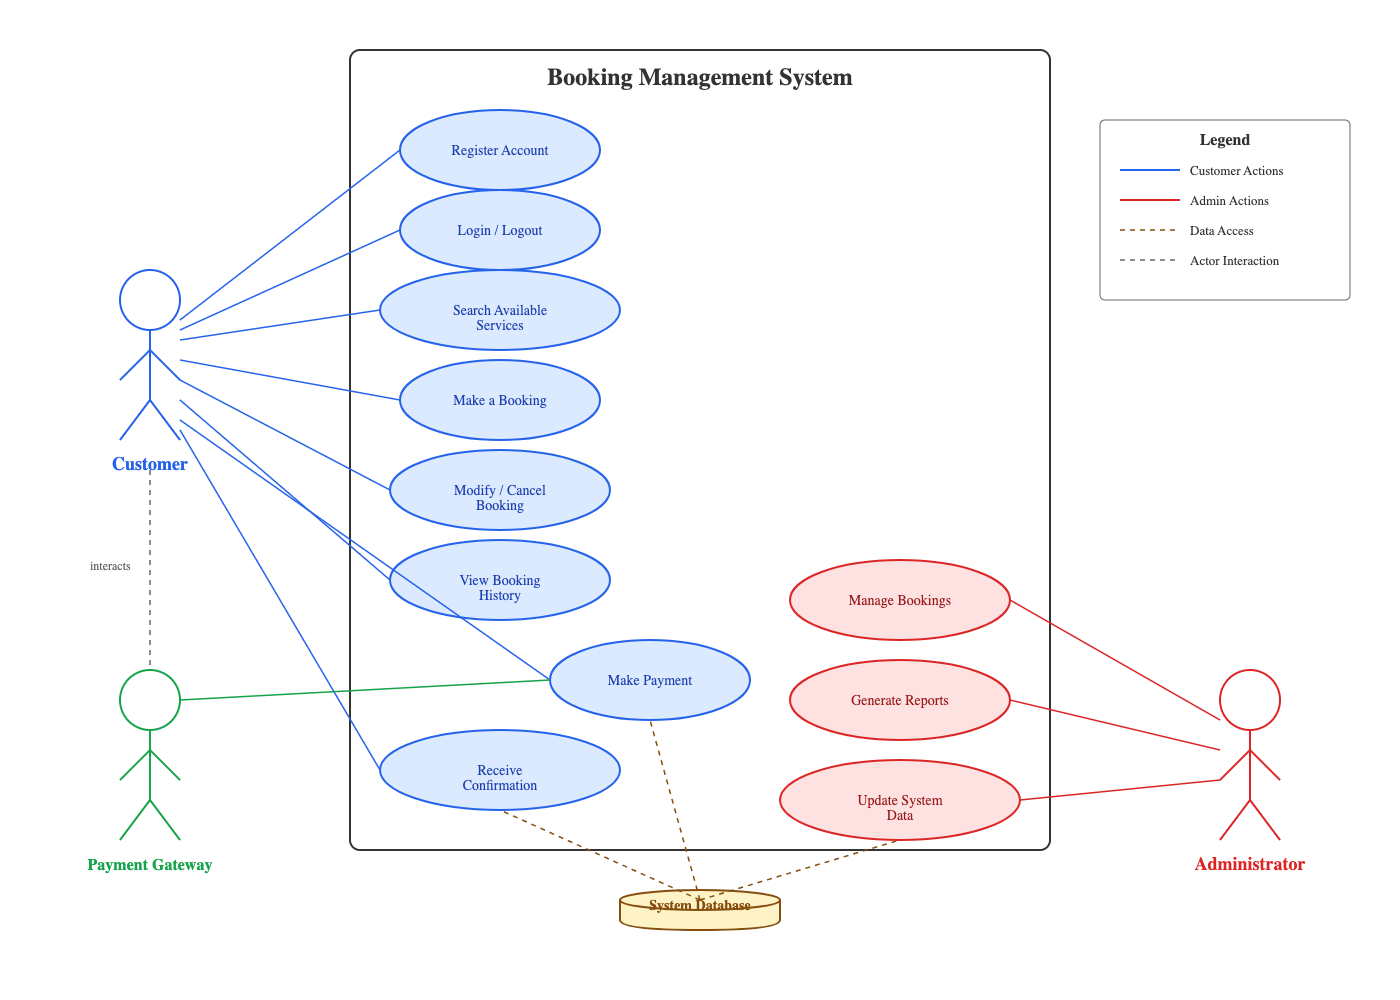 Booking Management System
Register Account
Login / Logout
Search Available
Services
Make a Booking
Modify / Cancel
Booking
View Booking
History
Make Payment
Receive
Confirmation
Manage Bookings
Generate Reports
Update System
Data
Customer
interacts
Payment Gateway
Administrator
System Database
Legend
Customer Actions
Admin Actions
Data Access
Actor Interaction